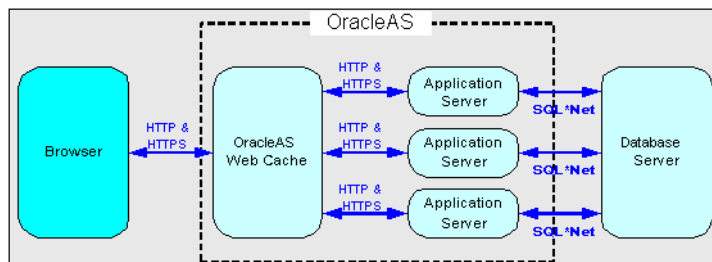 OracleAS
Browser
HTTP &
HTTPS
OracleAS
Web Cache
HTTP &
HTTPS
Application
Server
SQL*Net
HTTP &
HTTPS
Application
Server
SQL*Net
HTTP &
HTTPS
Application
Server
SQL*Net
Database
Server